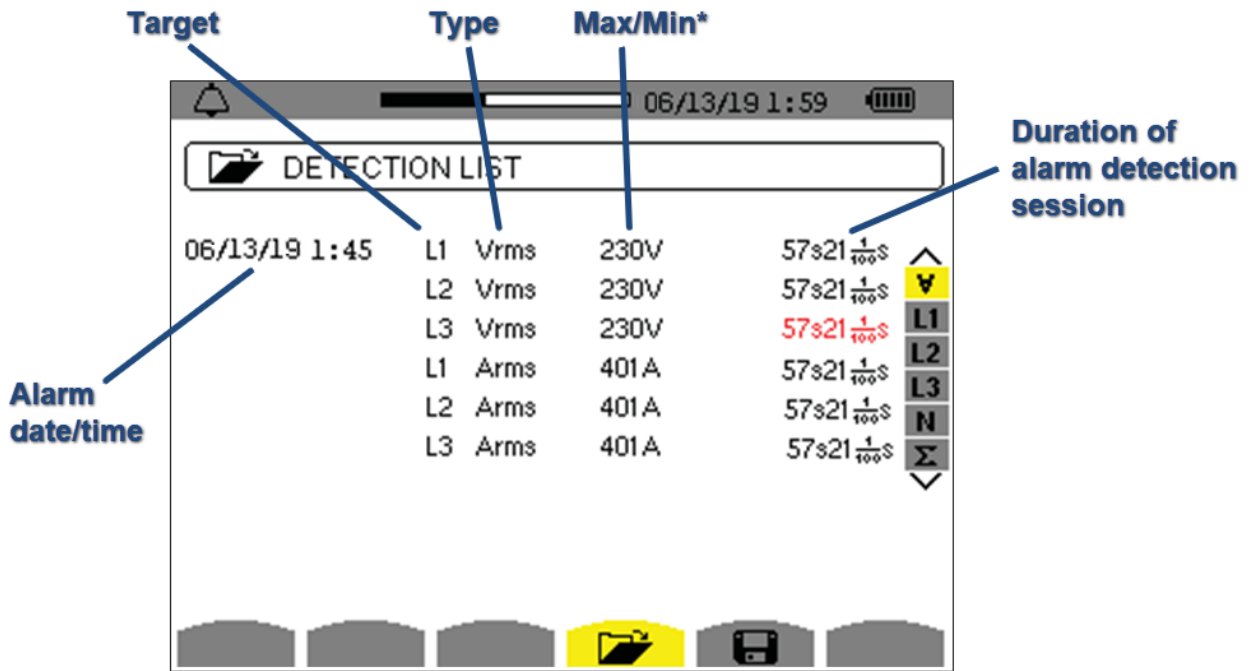 Target Type Max/Min*
06/13/19 1:59
Duration of
alarm detection
session
DETECTION LIST
06/13/19 1:45 L1 Vrms 230V 57s21 1/100 s
L2 Vrms 230V 57s21 1/100 s
L3 Vrms 230V 57s21 1/100 s
L1 Arms 401A 57s21 1/100 s
L2 Arms 401A 57s21 1/100 s
L3 Arms 401A 57s21 1/100 s
∀
L1
L2
L3
N
Σ
Alarm
date/time